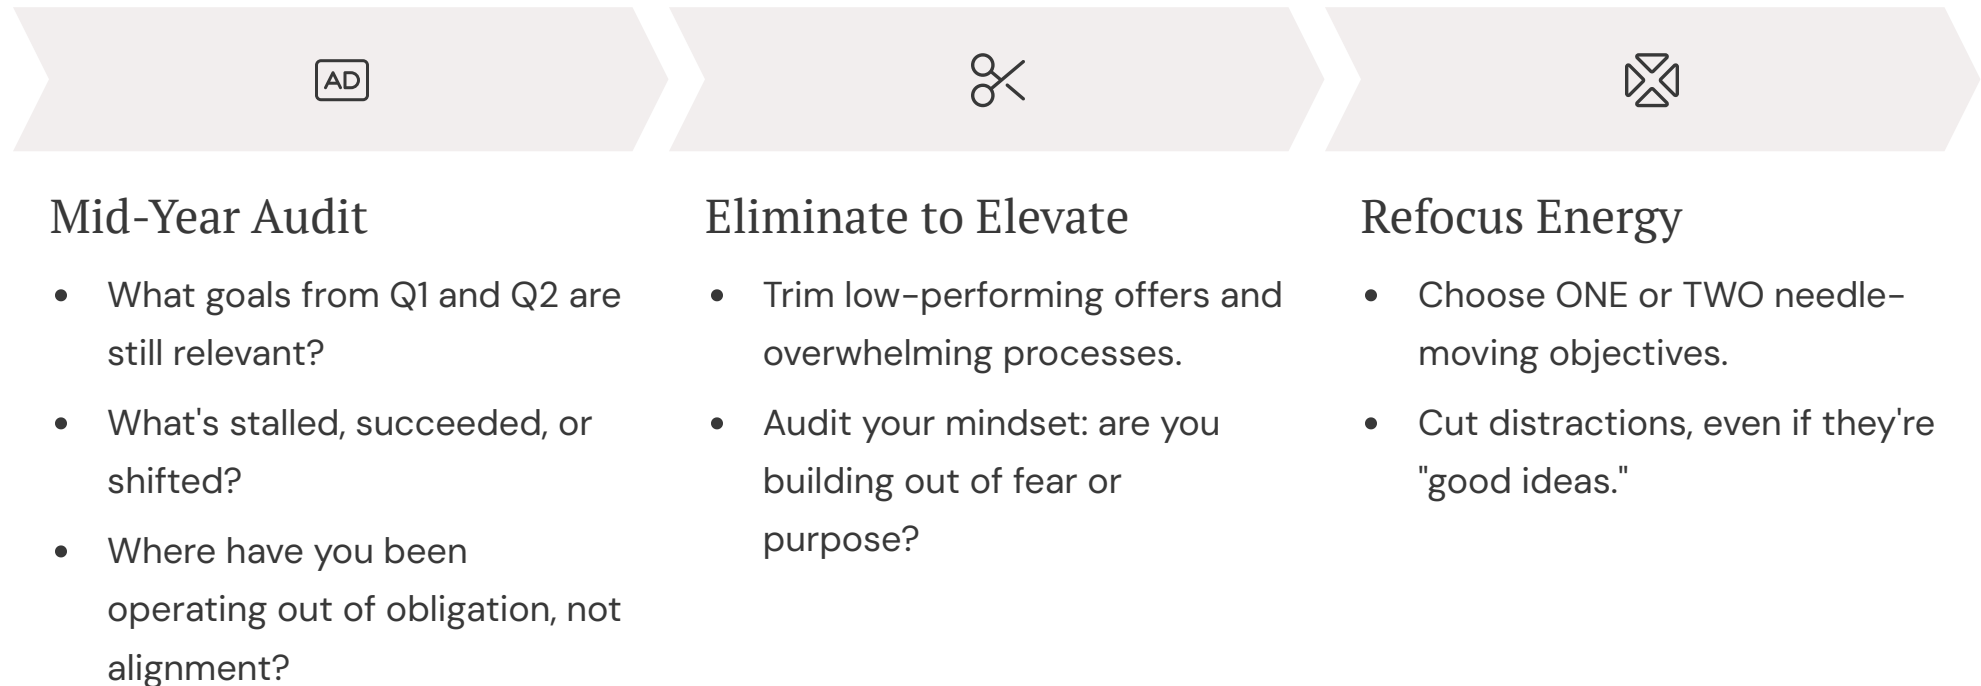 AD
Mid-Year Audit
• What goals from Q1 and Q2 are
still relevant?
• What's stalled, succeeded, or
shifted?
• Where have you been
operating out of obligation, not
alignment?
Eliminate to Elevate
• Trim low-performing offers and
overwhelming processes.
• Audit your mindset: are you
building out of fear or
purpose?
Refocus Energy
• Choose ONE or TWO needle-
moving objectives.
• Cut distractions, even if they're
"good ideas."